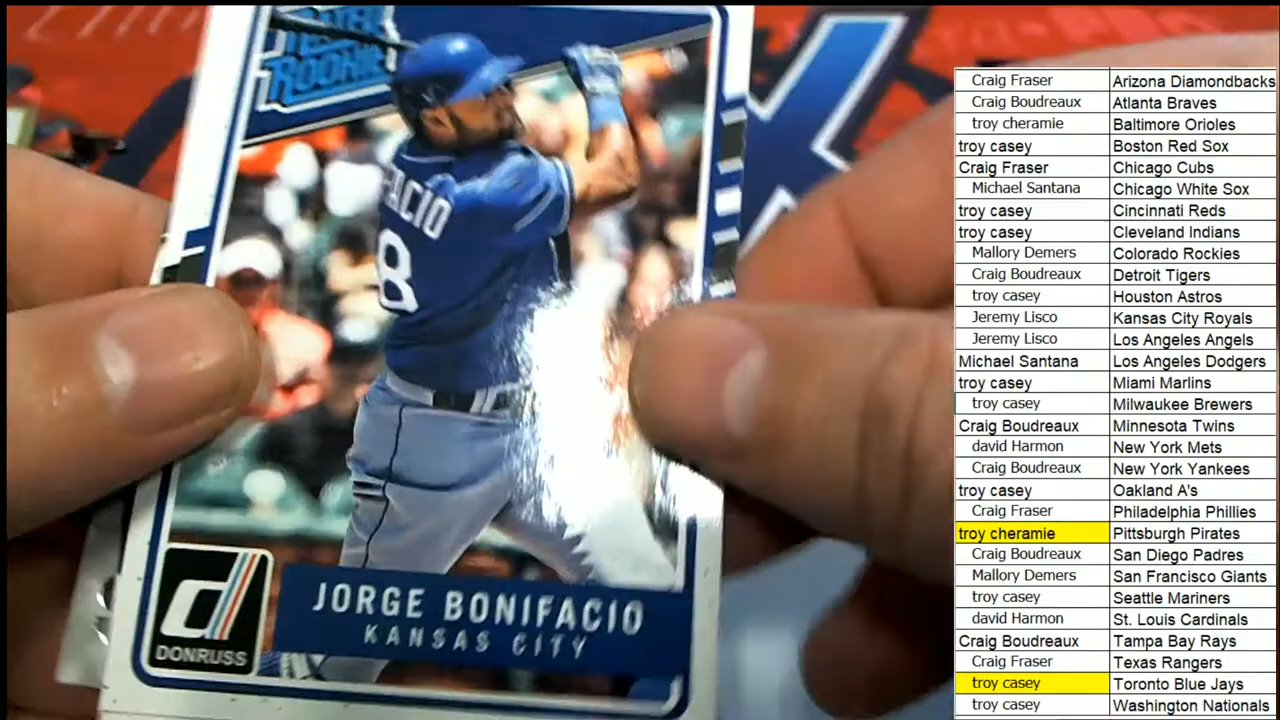 RATED
ROOKIE
FACIO
8
d
DONRUSS
JORGE BONIFACIO
KANSAS CITY
Craig Fraser Arizona Diamondbacks
Craig Boudreaux Atlanta Braves
troy cheramie Baltimore Orioles
troy casey Boston Red Sox
Craig Fraser Chicago Cubs
Michael Santana Chicago White Sox
troy casey Cincinnati Reds
troy casey Cleveland Indians
Mallory Demers Colorado Rockies
Craig Boudreaux Detroit Tigers
troy casey Houston Astros
Jeremy Lisco Kansas City Royals
Jeremy Lisco Los Angeles Angels
Michael Santana Los Angeles Dodgers
troy casey Miami Marlins
troy casey Milwaukee Brewers
Craig Boudreaux Minnesota Twins
david Harmon New York Mets
Craig Boudreaux New York Yankees
troy casey Oakland A's
Craig Fraser Philadelphia Phillies
troy cheramie Pittsburgh Pirates
Craig Boudreaux San Diego Padres
Mallory Demers San Francisco Giants
troy casey Seattle Mariners
david Harmon St. Louis Cardinals
Craig Boudreaux Tampa Bay Rays
Craig Fraser Texas Rangers
troy casey Toronto Blue Jays
troy casey Washington Nationals